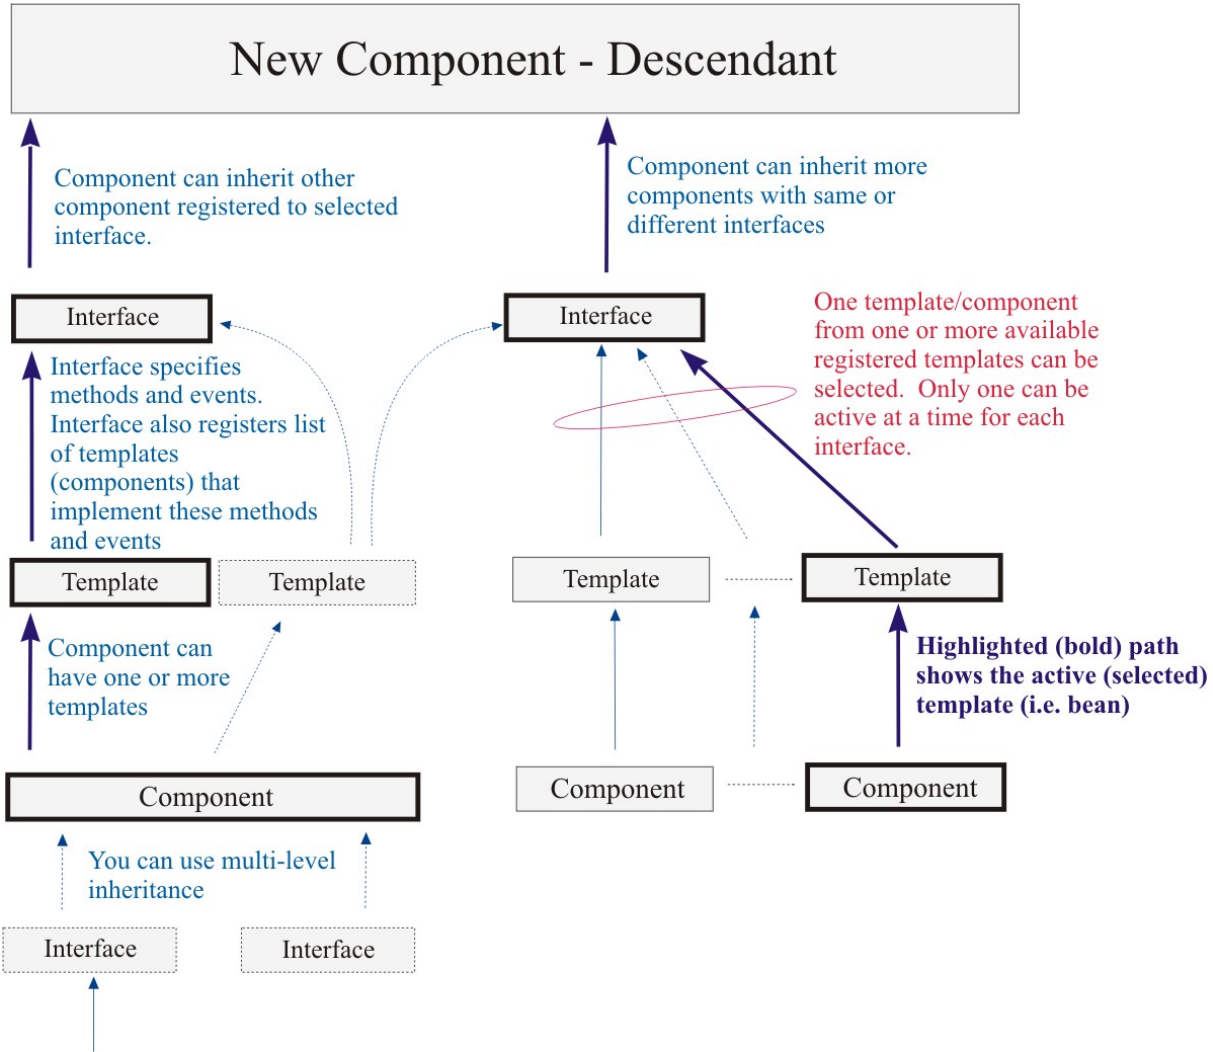 New Component - Descendant
Component can inherit other
component registered to selected
interface.
Component can inherit more
components with same or
different interfaces
Interface
Interface
One template/component
from one or more available
registered templates can be
selected.  Only one can be
active at a time for each
interface.
Interface specifies
methods and events.
Interface also registers list
of templates
(components) that
implement these methods
and events
Template
Template
Template
Template
Component can
have one or more
templates
Highlighted (bold) path
shows the active (selected)
template (i.e. bean)
Component
Component
Component
You can use multi-level
inheritance
Interface
Interface